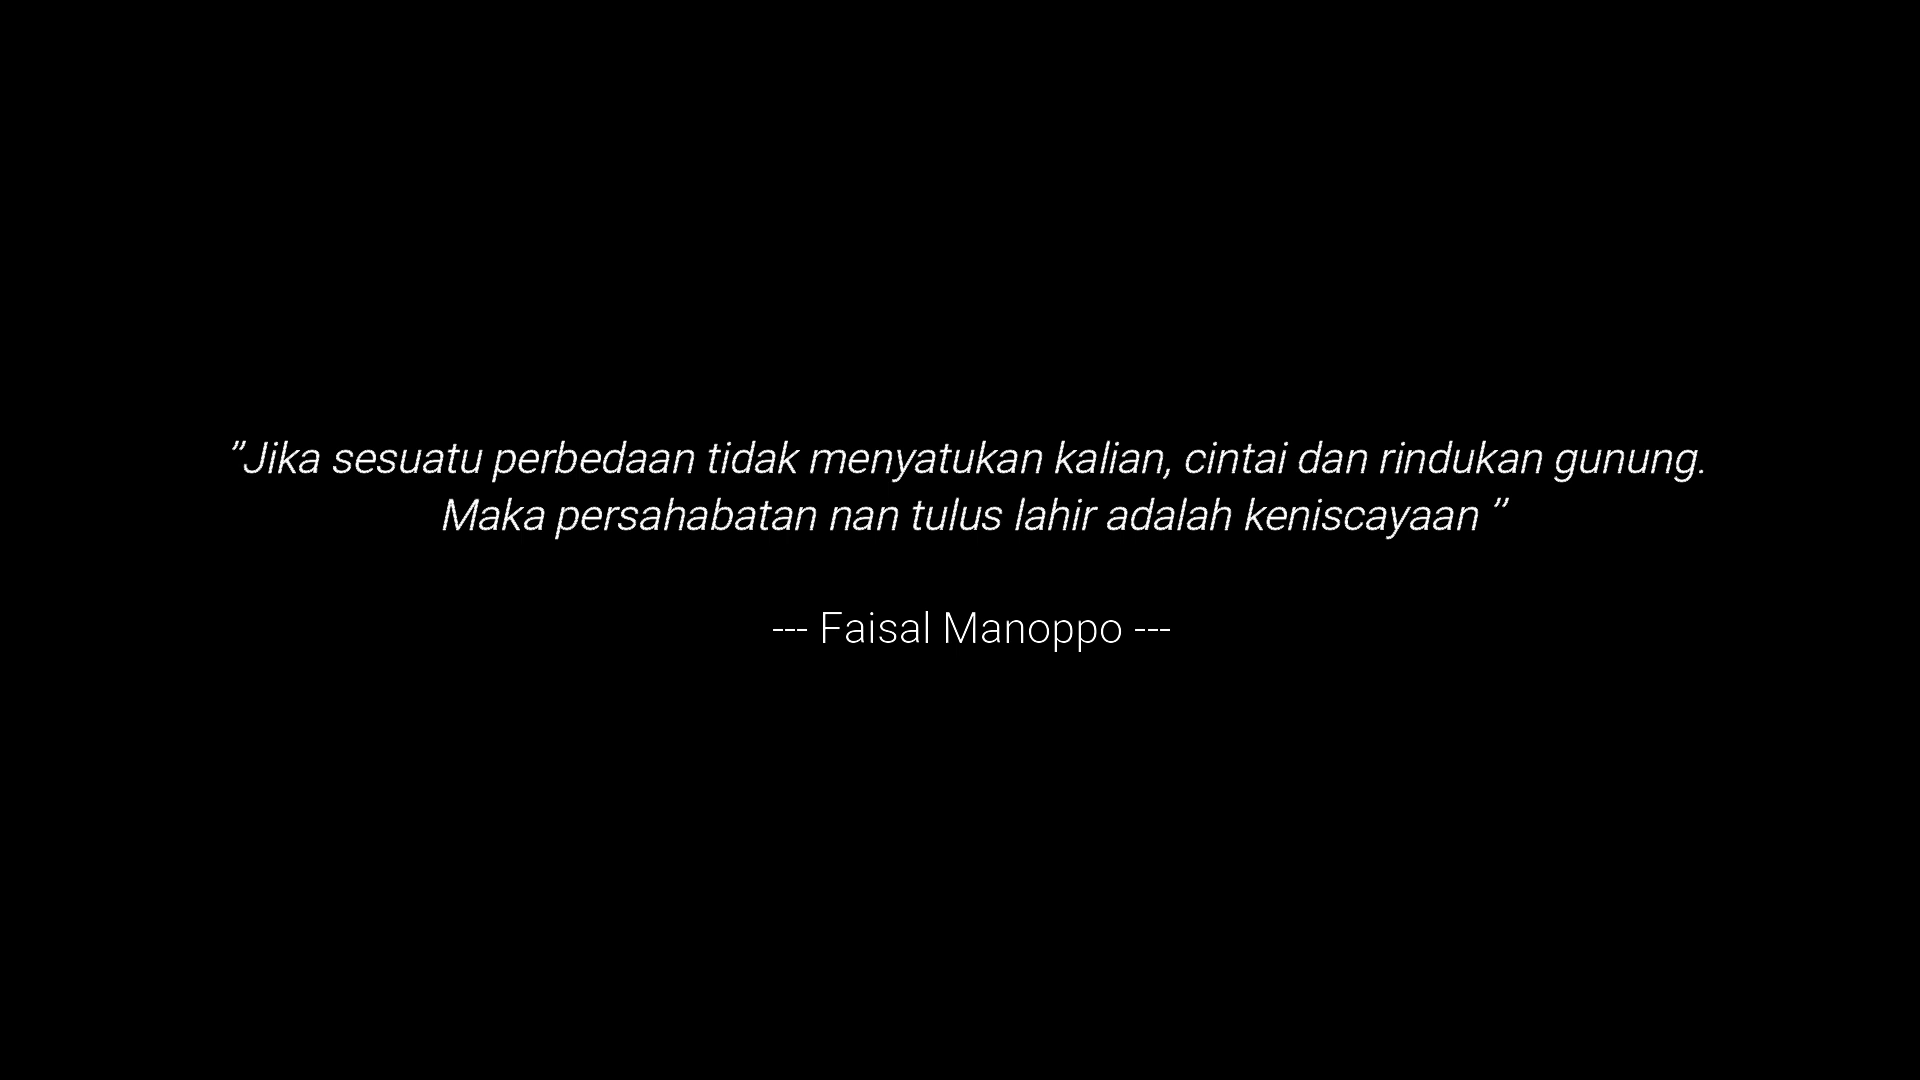 ”Jika sesuatu perbedaan tidak menyatukan kalian, cintai dan rindukan gunung.
Maka persahabatan nan tulus lahir adalah keniscayaan ”
--- Faisal Manoppo ---